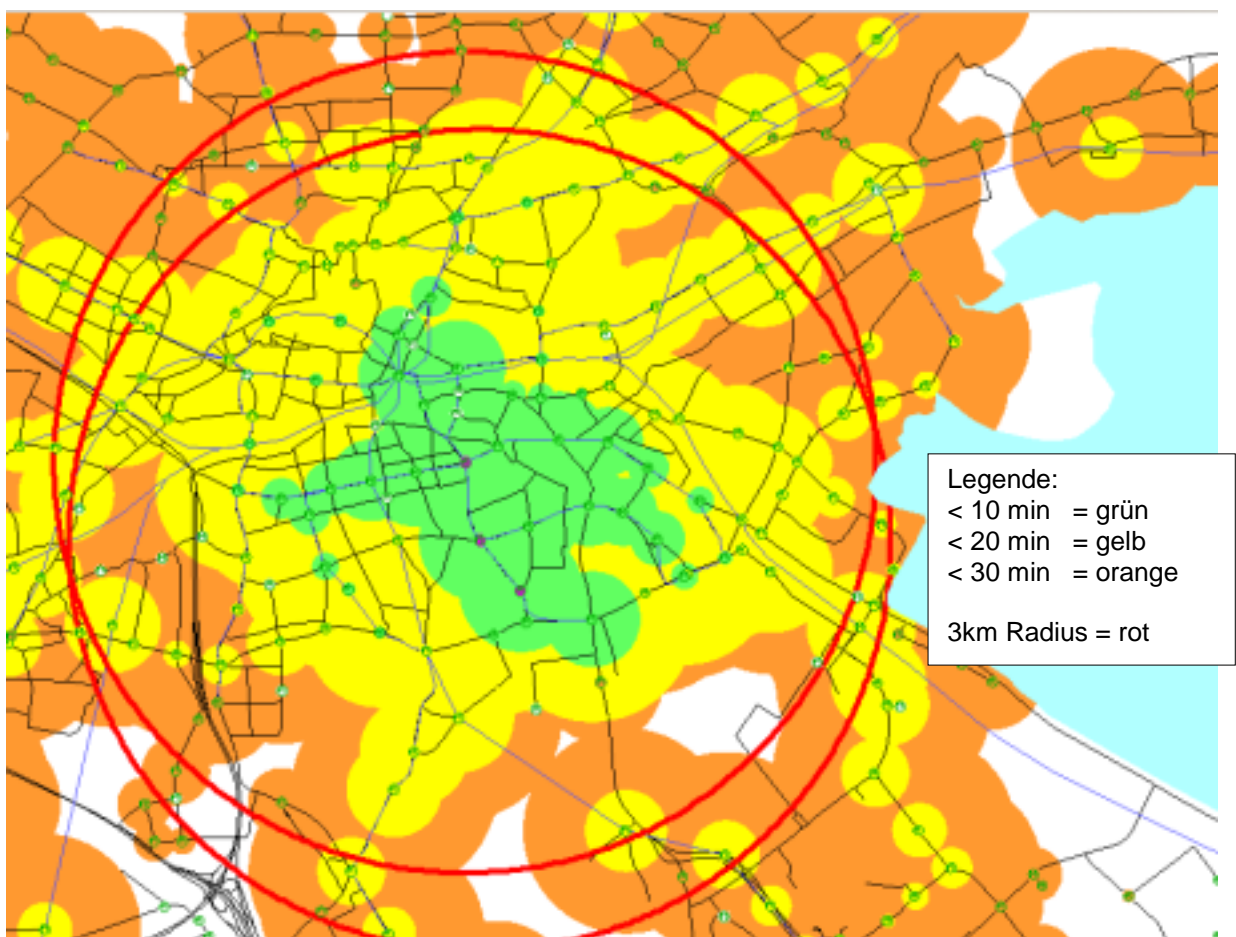 Legende:
< 10 min = grün
< 20 min = gelb
< 30 min = orange
3km Radius = rot